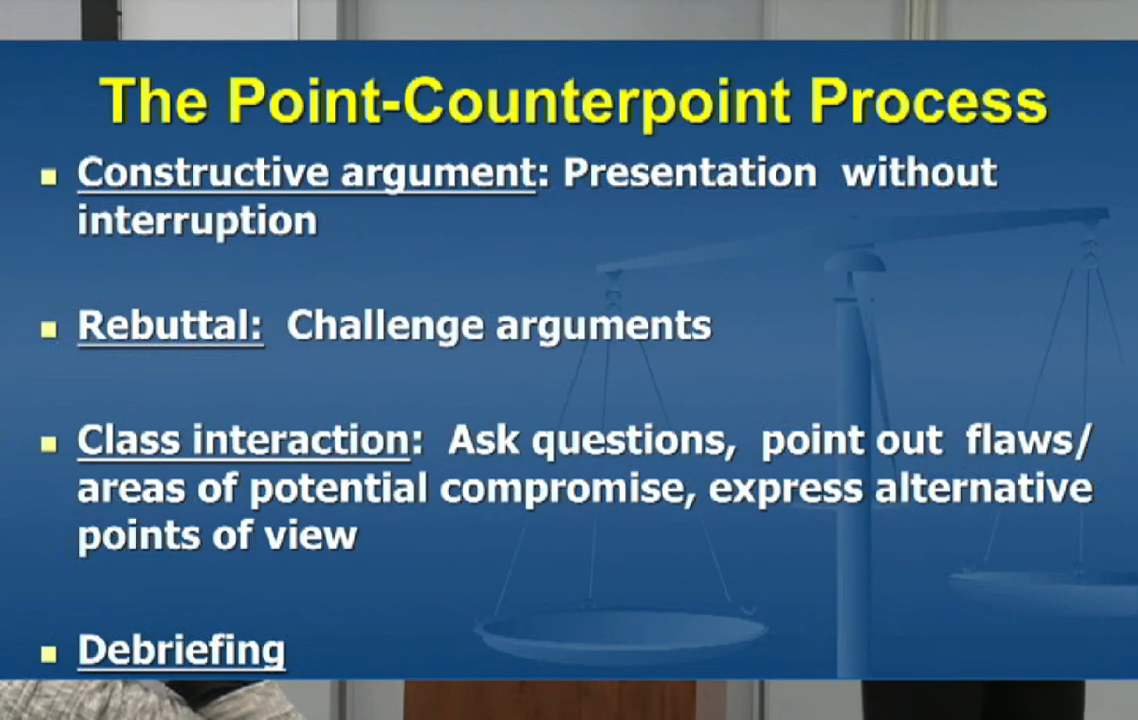 The Point-Counterpoint Process
Constructive argument: Presentation without
interruption
Rebuttal: Challenge arguments
Class interaction: Ask questions, point out flaws/
areas of potential compromise, express alternative
points of view
Debriefing